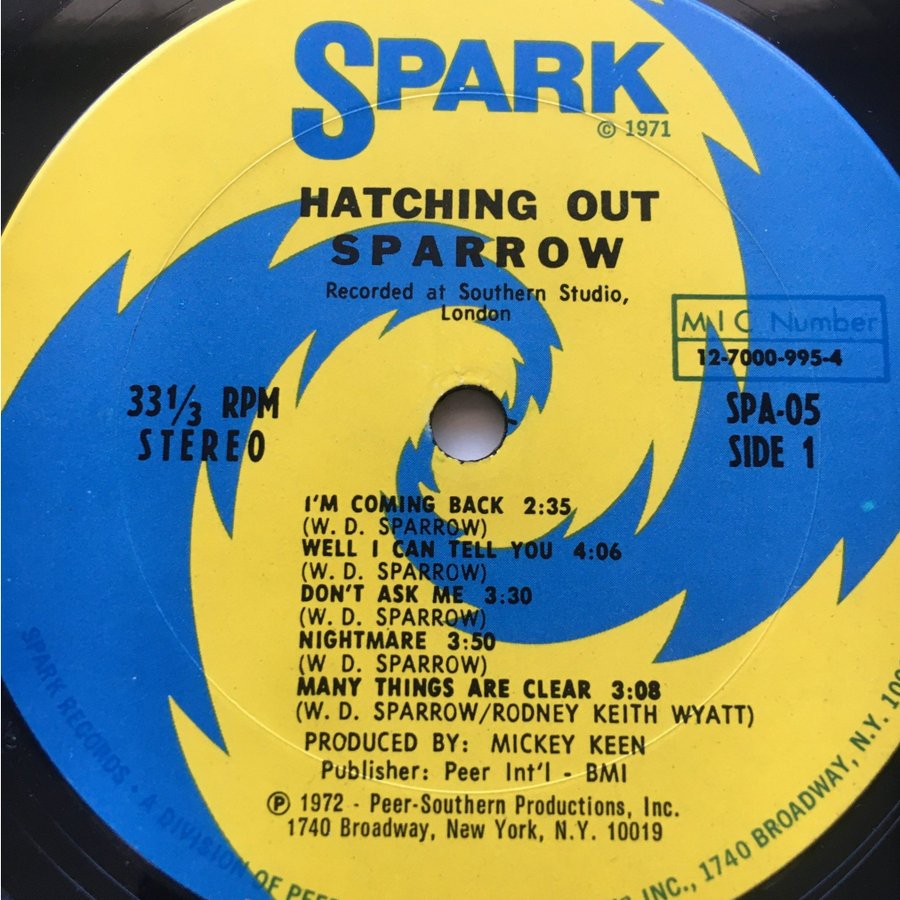 SPARK
© 1971
HATCHING OUT
SPARROW
Recorded at Southern Studio,
London
MIC Number
12-7000-995-4
33 1/3 RPM
STEREO
SPA-05
SIDE 1
I'M COMING BACK 2:35
(W. D. SPARROW)
WELL I CAN TELL YOU 4:06
(W. D. SPARROW)
DON'T ASK ME 3:30
(W. D. SPARROW)
NIGHTMARE 3:50
(W D. SPARROW)
MANY THINGS ARE CLEAR 3:08
(W. D. SPARROW/RODNEY KEITH WYATT)
PRODUCED BY: MICKEY KEEN
Publisher: Peer Int'l - BMI
℗ 1972 - Peer-Southern Productions, Inc.
1740 Broadway, New York, N.Y. 10019
SPARK RECORDS • A DIVISION OF INC., 1740 BROADWAY, N.Y.